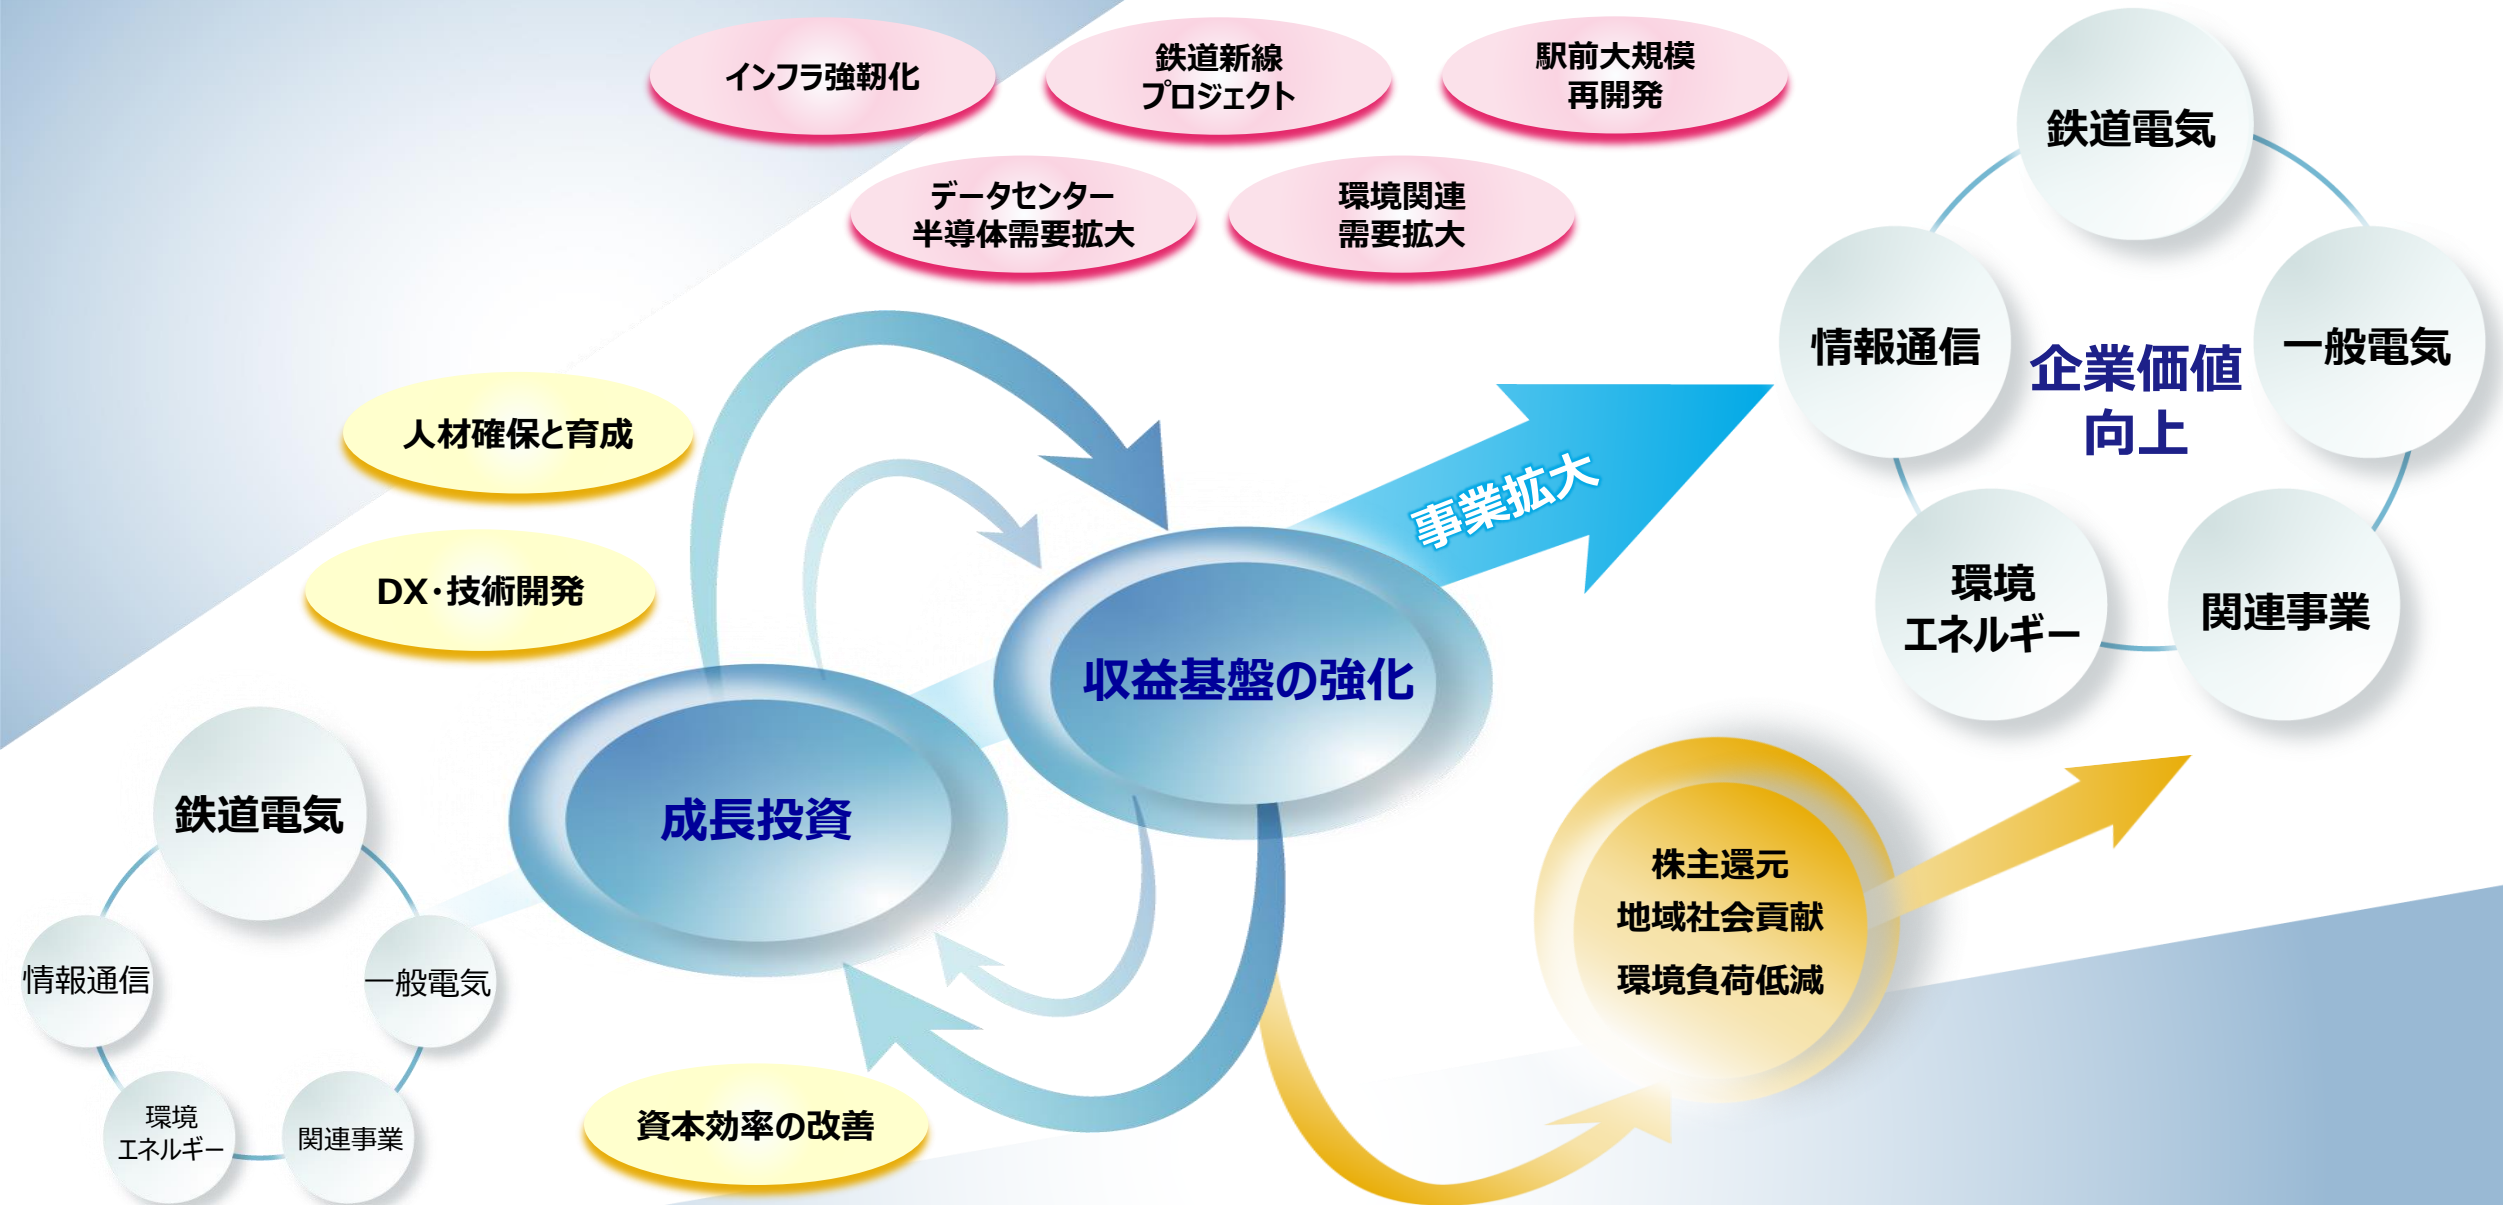 インフラ強靭化
鉄道新線
プロジェクト
駅前大規模
再開発
データセンター
半導体需要拡大
環境関連
需要拡大
鉄道電気
情報通信
一般電気
企業価値
向上
環境
エネルギー
関連事業
人材確保と育成
DX・技術開発
事業拡大
収益基盤の強化
成長投資
株主還元
地域社会貢献
環境負荷低減
鉄道電気
情報通信
一般電気
環境
エネルギー
関連事業
資本効率の改善